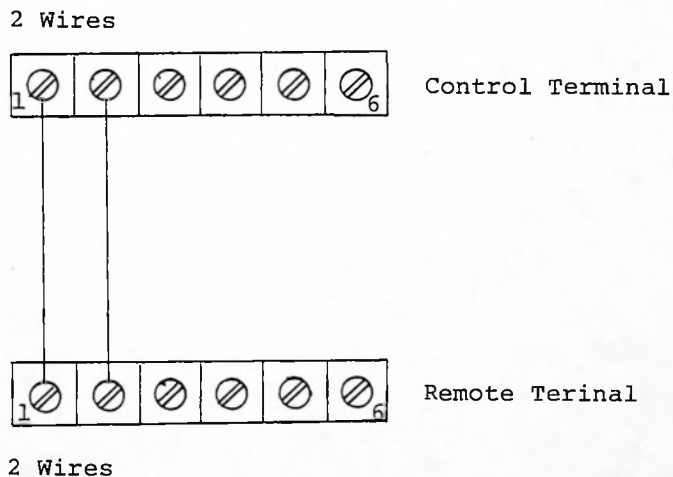 2 Wires
1 6 Control Terminal
1 6 Remote Terinal
2 Wires